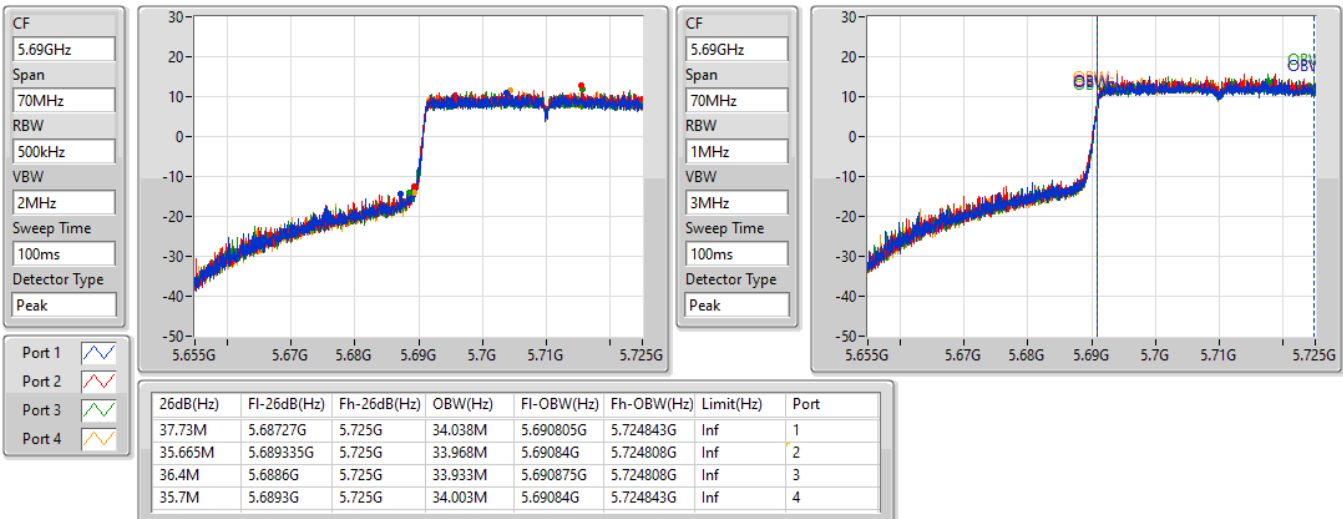 CF
5.69GHz
Span
70MHz
RBW
500kHz
VBW
2MHz
Sweep Time
100ms
Detector Type
Peak
30
20
10
0
-10
-20
-30
-40
-50
5.655G 5.67G 5.68G 5.69G 5.7G 5.71G 5.725G
CF
5.69GHz
Span
70MHz
RBW
1MHz
VBW
3MHz
Sweep Time
100ms
Detector Type
Peak
30
20
10
0
-10
-20
-30
-40
-50
OBW
OBW
5.655G 5.67G 5.68G 5.69G 5.7G 5.71G 5.725G
Port 1
Port 2
Port 3
Port 4
26dB(Hz) Fl-26dB(Hz) Fh-26dB(Hz) OBW(Hz) Fl-OBW(Hz) Fh-OBW(Hz) Limit(Hz) Port
37.73M 5.68727G 5.725G 34.038M 5.690805G 5.724843G Inf 1
35.665M 5.689335G 5.725G 33.968M 5.69084G 5.724808G Inf 2
36.4M 5.6886G 5.725G 33.933M 5.690875G 5.724808G Inf 3
35.7M 5.6893G 5.725G 34.003M 5.69084G 5.724843G Inf 4